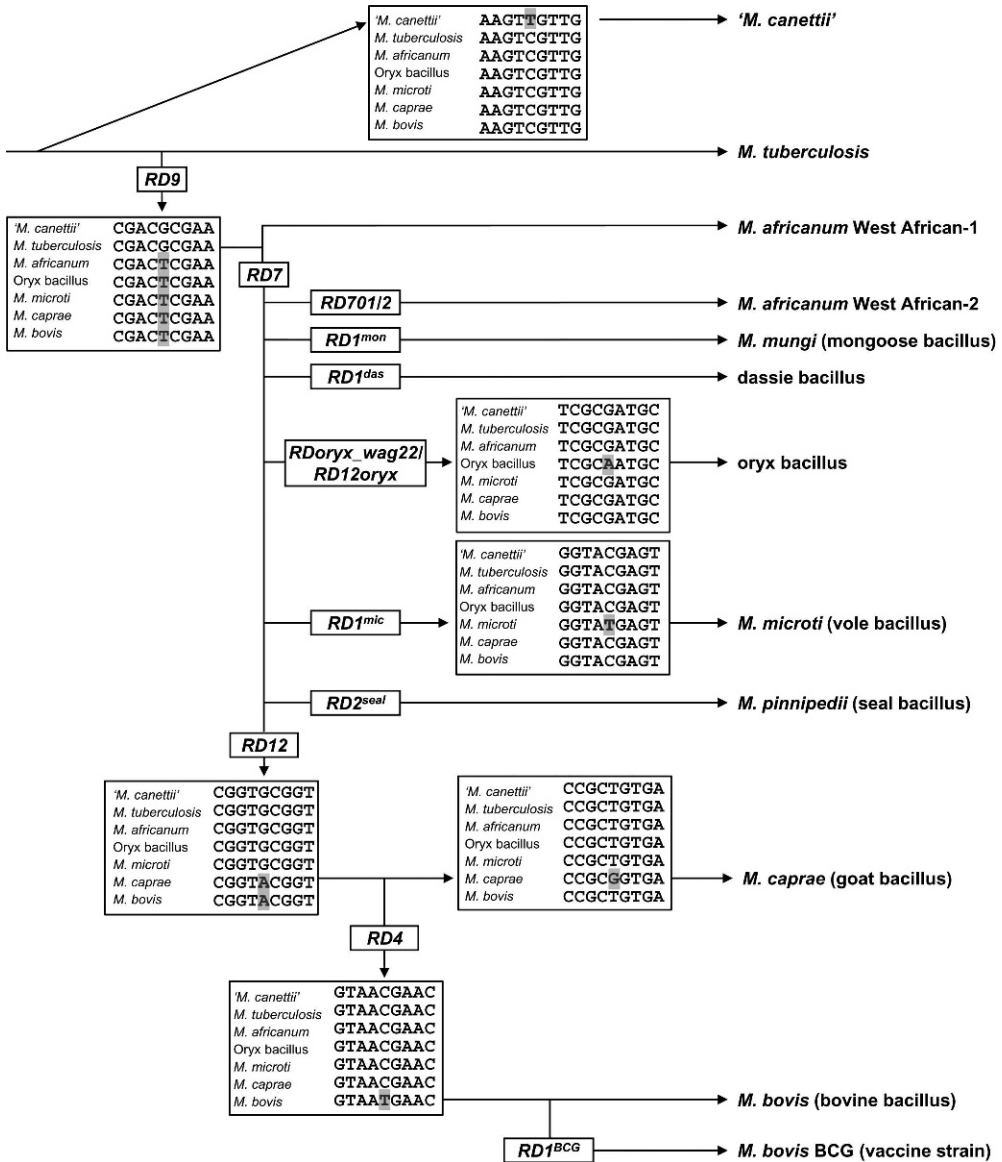 'M. canettii' AAGTTGTTG
M. tuberculosis AAGTCGTTG
M. africanum AAGTCGTTG
Oryx bacillus AAGTCGTTG
M. microti AAGTCGTTG
M. caprae AAGTCGTTG
M. bovis AAGTCGTTG
'M. canettii'
M. tuberculosis
RD9
'M. canettii' CGACGCGAA
M. tuberculosis CGACGCGAA
M. africanum CGACTCGAA
Oryx bacillus CGACTCGAA
M. microti CGACTCGAA
M. caprae CGACTCGAA
M. bovis CGACTCGAA
M. africanum West African-1
RD7
RD701/2
M. africanum West African-2
RD1mon
M. mungi (mongoose bacillus)
RD1das
dassie bacillus
RDoryx_wag22/
RD12oryx
'M. canettii' TCGCGATGC
M. tuberculosis TCGCGATGC
M. africanum TCGCGATGC
Oryx bacillus TCGCAATGC
M. microti TCGCGATGC
M. caprae TCGCGATGC
M. bovis TCGCGATGC
oryx bacillus
RD1mic
'M. canettii' GGTACGAGT
M. tuberculosis GGTACGAGT
M. africanum GGTACGAGT
Oryx bacillus GGTACGAGT
M. microti GGTATGAGT
M. caprae GGTACGAGT
M. bovis GGTACGAGT
M. microti (vole bacillus)
RD2seal
M. pinnipedii (seal bacillus)
RD12
'M. canettii' CGGTGCGGT
M. tuberculosis CGGTGCGGT
M. africanum CGGTGCGGT
Oryx bacillus CGGTGCGGT
M. microti CGGTGCGGT
M. caprae CGGTACGGT
M. bovis CGGTACGGT
'M. canettii' CCGCTGTGA
M. tuberculosis CCGCTGTGA
M. africanum CCGCTGTGA
Oryx bacillus CCGCTGTGA
M. microti CCGCTGTGA
M. caprae CCGCGGTGA
M. bovis CCGCTGTGA
M. caprae (goat bacillus)
RD4
'M. canettii' GTAACGAAC
M. tuberculosis GTAACGAAC
M. africanum GTAACGAAC
Oryx bacillus GTAACGAAC
M. microti GTAACGAAC
M. caprae GTAACGAAC
M. bovis GTAATGAAC
M. bovis (bovine bacillus)
RD1BCG
M. bovis BCG (vaccine strain)